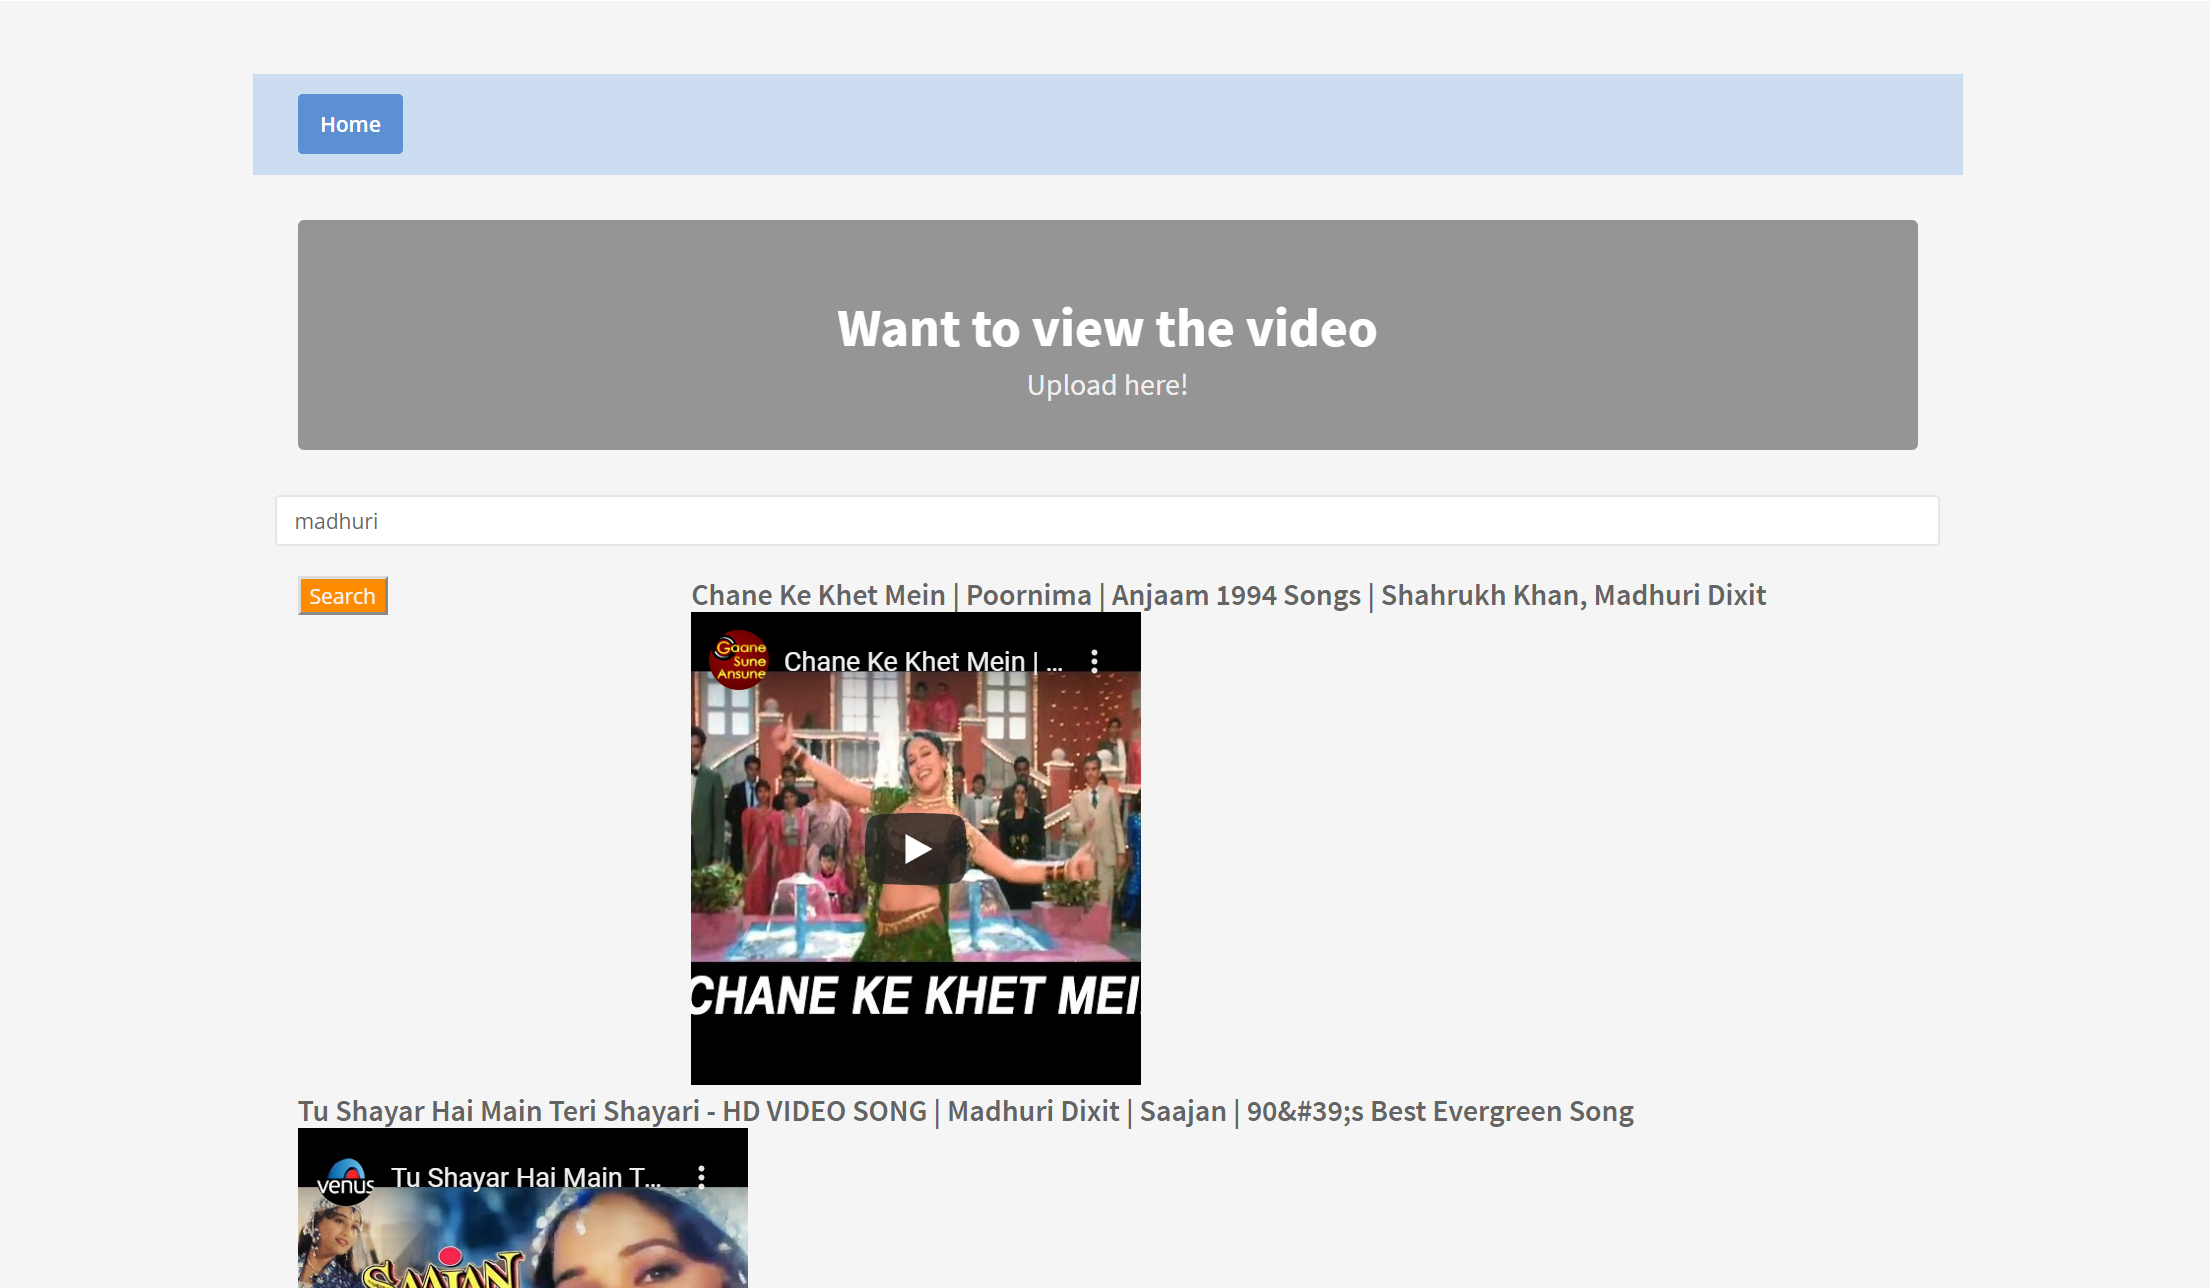 Home
Want to view the video
Upload here!
madhuri
Search
Chane Ke Khet Mein | Poornima | Anjaam 1994 Songs | Shahrukh Khan, Madhuri Dixit
Gaane
Sune
Ansune
Chane Ke Khet Mein | ...
CHANE KE KHET MEI
Tu Shayar Hai Main Teri Shayari - HD VIDEO SONG | Madhuri Dixit | Saajan | 90&#39;s Best Evergreen Song
venus
Tu Shayar Hai Main T...
SAAJAN